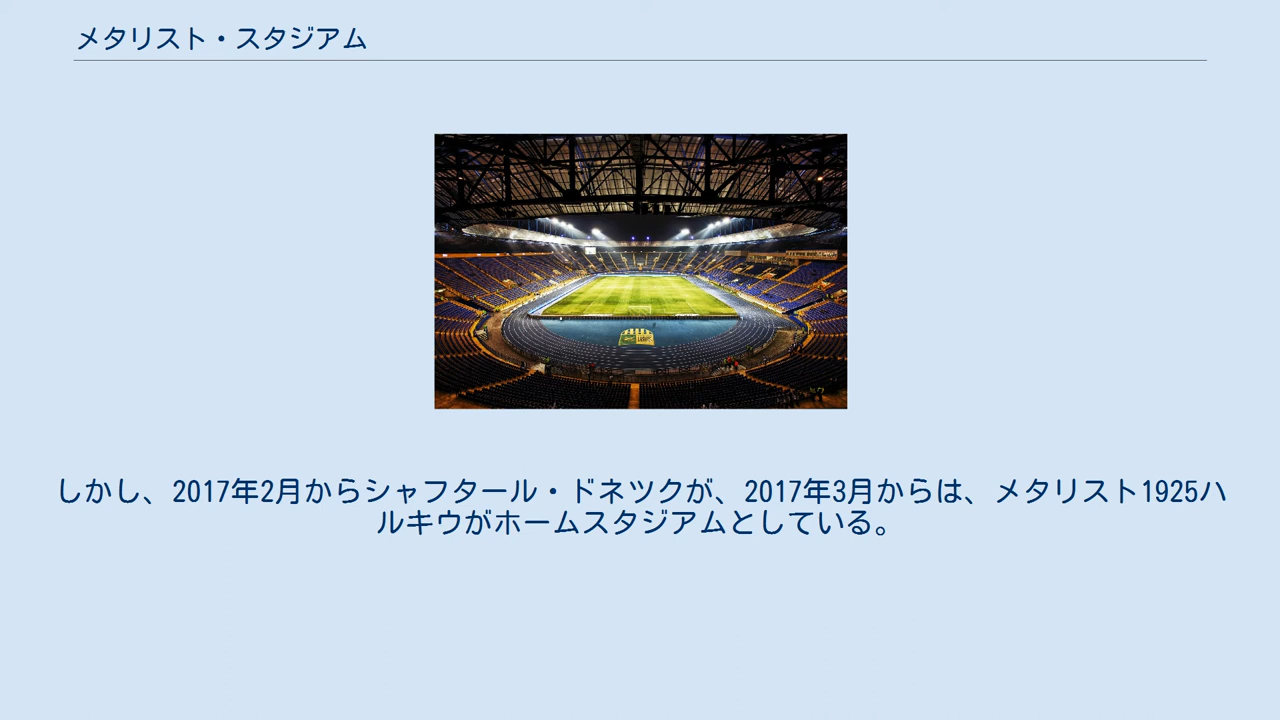 メタリスト・スタジアム
しかし、2017年2月からシャフタール・ドネツクが、2017年3月からは、メタリスト1925ハ
ルキウがホームスタジアムとしている。